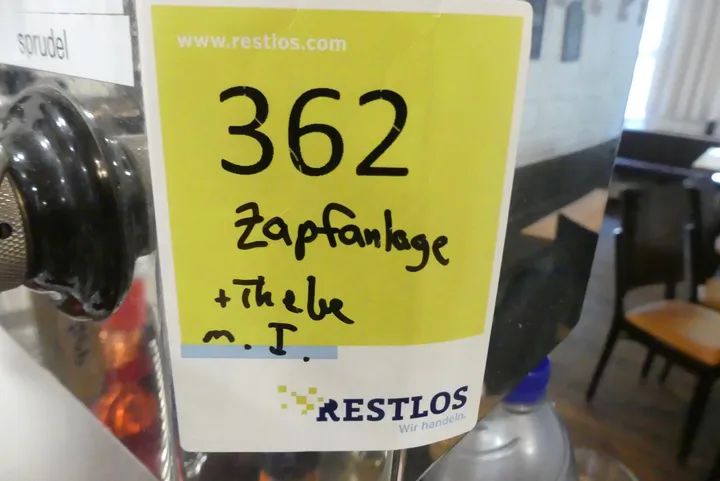 sprudel
www.restlos.com
362
Zapfanlage
+ Thebe
m. I.
RESTLOS
Wir handeln.